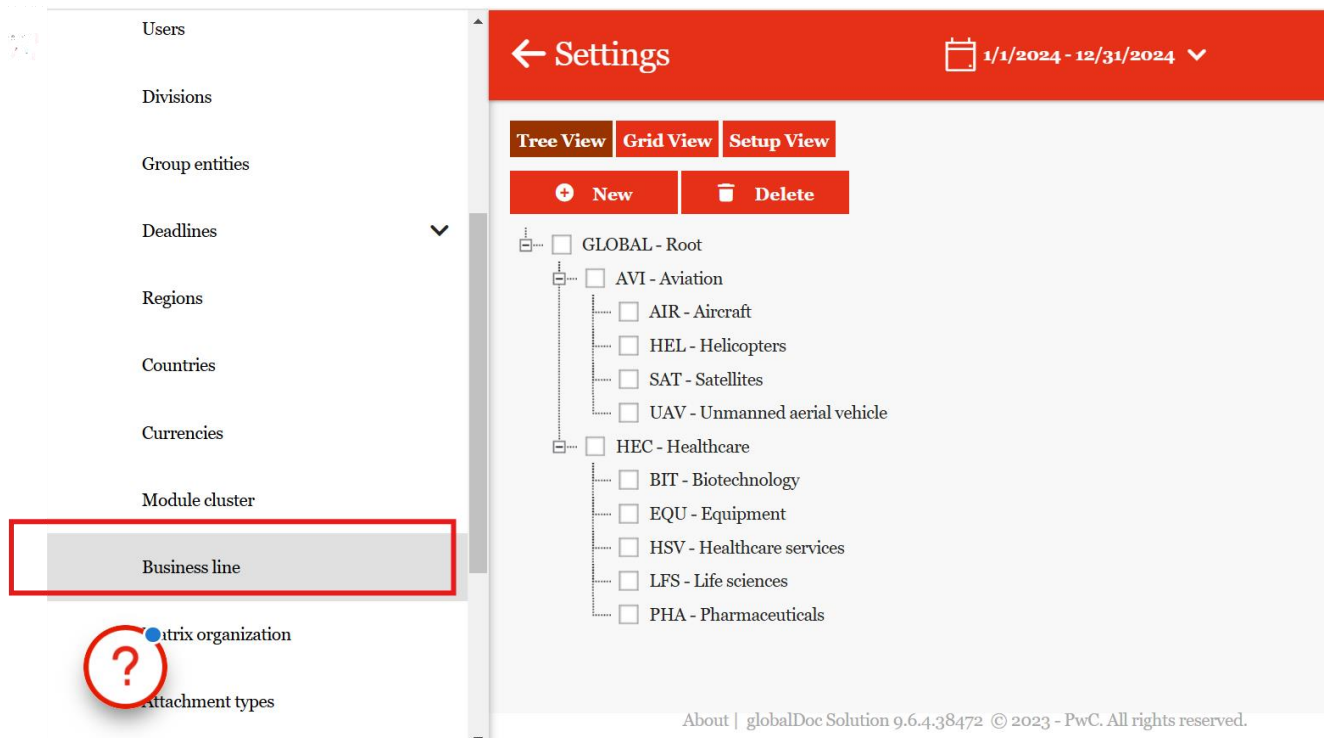 Users
Divisions
Group entities
Deadlines
Regions
Countries
Currencies
Module cluster
Business line
atrix organization
Attachment types
Settings
1/1/2024 - 12/31/2024
Tree View Grid View Setup View
New Delete
GLOBAL - Root
AVI - Aviation
AIR - Aircraft
HEL - Helicopters
SAT - Satellites
UAV - Unmanned aerial vehicle
HEC - Healthcare
BIT - Biotechnology
EQU - Equipment
HSV - Healthcare services
LFS - Life sciences
PHA - Pharmaceuticals
?
About | globalDoc Solution 9.6.4.38472 © 2023 - PwC. All rights reserved.